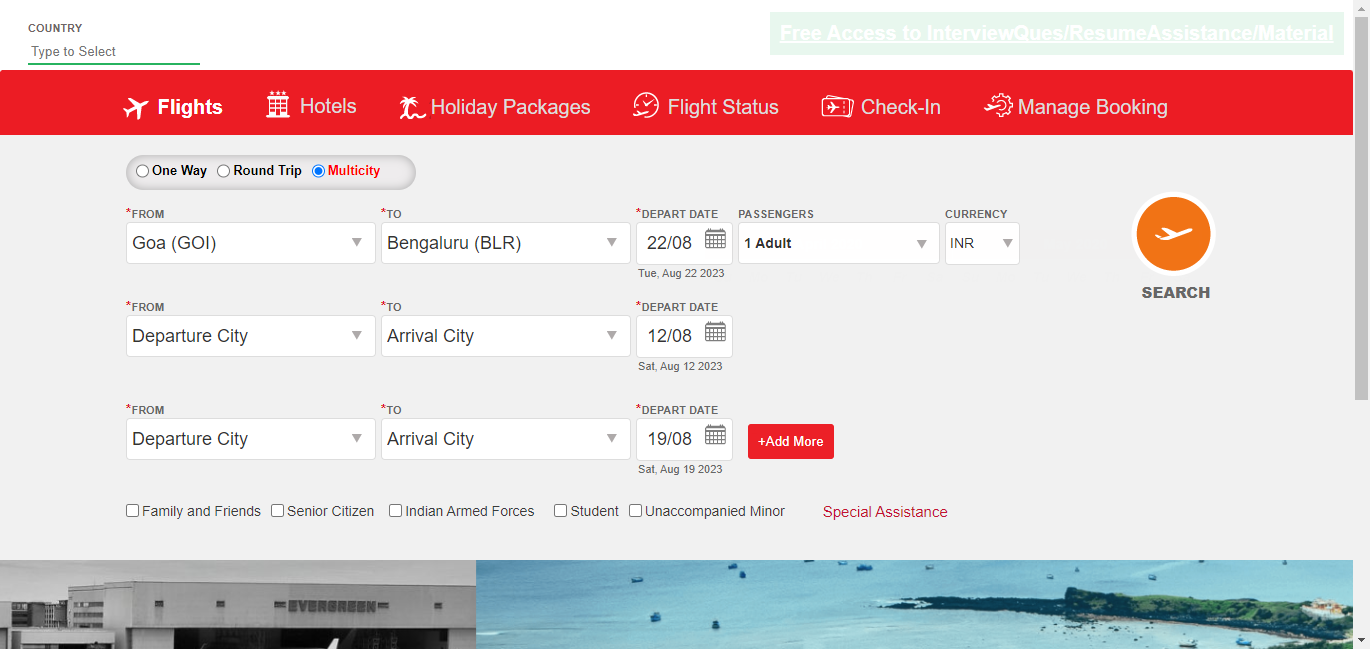 COUNTRY
Type to Select
Free Access to InterviewQues/ResumeAssistance/Material
Flights Hotels Holiday Packages Flight Status Check-In Manage Booking
One Way Round Trip Multicity
*FROM *TO *DEPART DATE PASSENGERS CURRENCY
Goa (GOI) Bengaluru (BLR) 22/08 1 Adult INR
Tue, Aug 22 2023
SEARCH
*FROM *TO *DEPART DATE
Departure City Arrival City 12/08
Sat, Aug 12 2023
*FROM *TO *DEPART DATE
Departure City Arrival City 19/08 +Add More
Sat, Aug 19 2023
Family and Friends Senior Citizen Indian Armed Forces Student Unaccompanied Minor Special Assistance
EVERGREEN